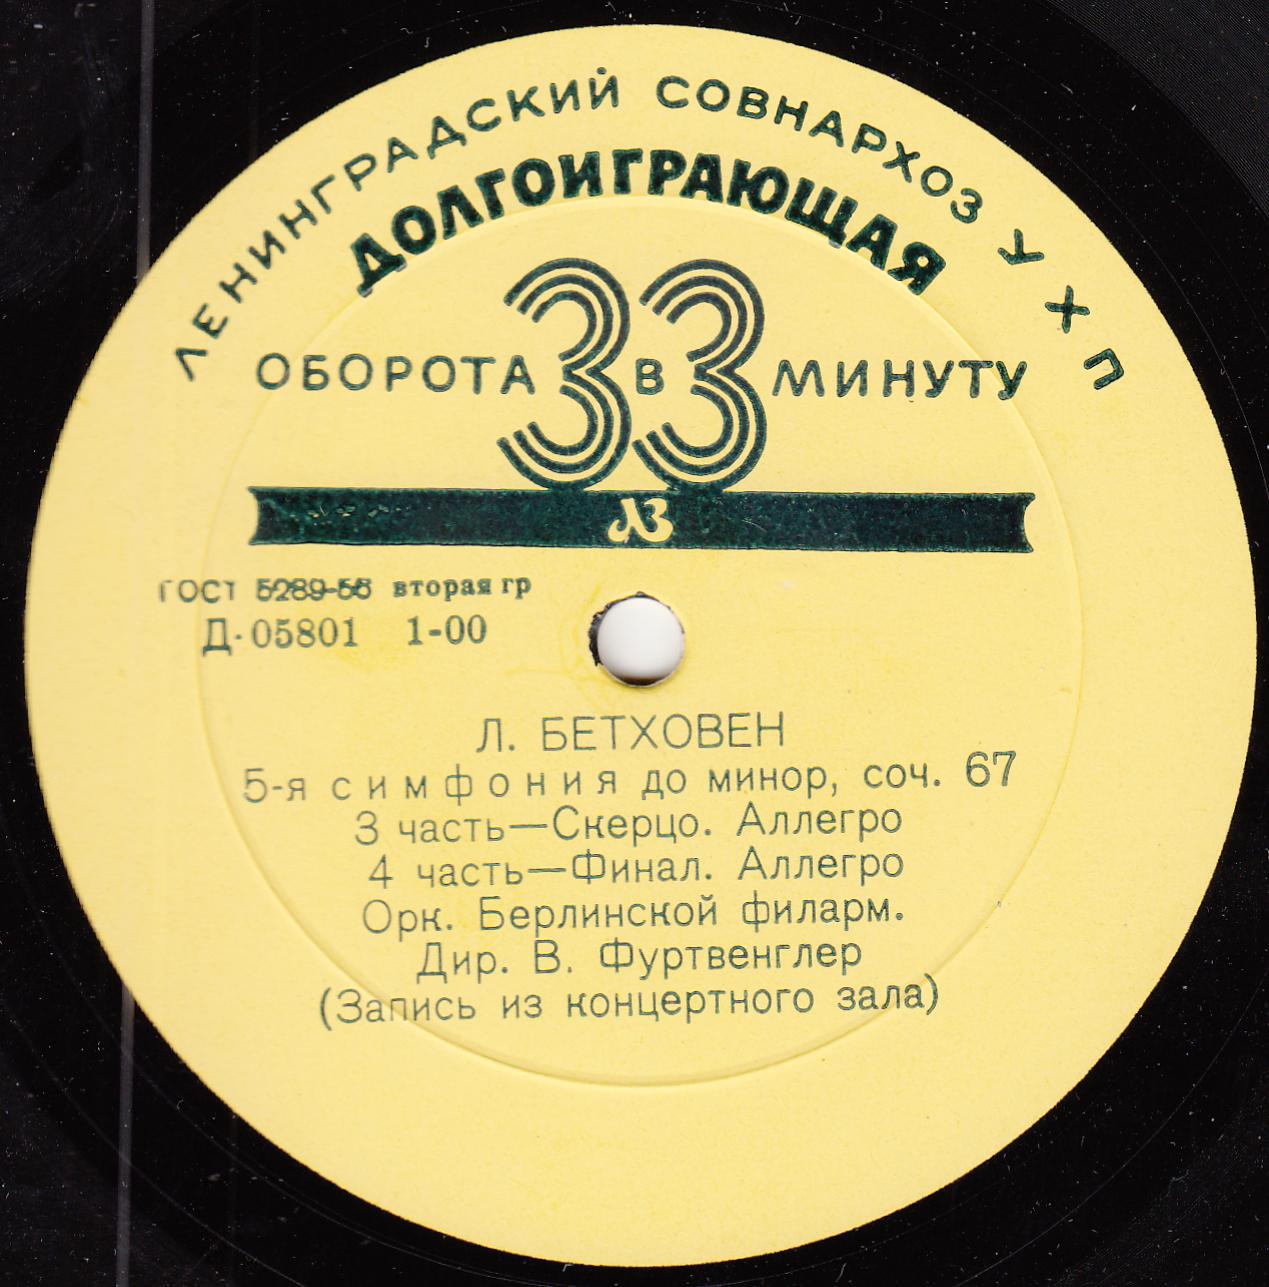 ЛЕНИНГРАДСКИЙ СОВНАРХОЗ УХП
ДОЛГОИГРАЮЩАЯ
33
ОБОРОТА В МИНУТУ
ЛЗ
ГОСТ 5289-56 вторая гр
Д-05801 1-00
Л. БЕТХОВЕН
5-я симфония до минор, соч. 67
3 часть—Скерцо. Аллегро
4 часть—Финал. Аллегро
Орк. Берлинской филарм.
Дир. В. Фуртвенглер
(Запись из концертного зала)